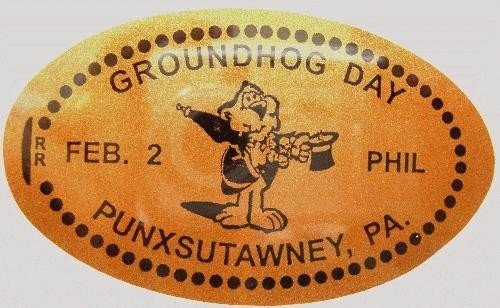 GROUNDHOG DAY
RR
FEB. 2
PHIL
PUNXSUTAWNEY, PA.